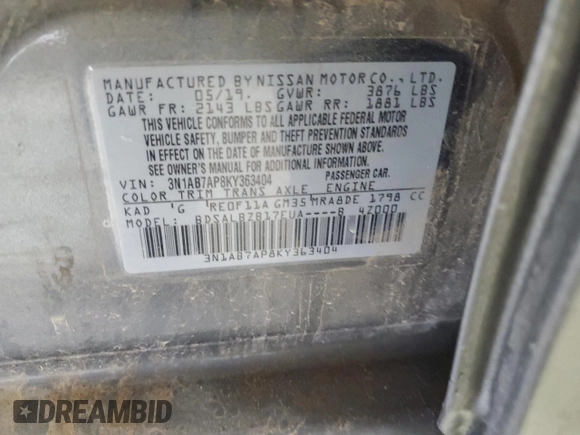 MANUFACTURED BY NISSAN MOTOR CO., LTD.
DATE: 05/19 GVWR: 3876 LBS
GAWR FR: 2143 LBS GAWR RR: 1881 LBS
THIS VEHICLE CONFORMS TO ALL APPLICABLE FEDERAL MOTOR
VEHICLE SAFETY, BUMPER AND THEFT PREVENTION STANDARDS
IN EFFECT ON THE DATE OF MANUFACTURE SHOWN ABOVE.
SEE OWNER'S MANUAL FOR ADDITIONAL INFORMATION.
VIN: 3N1AB7AP8KY363404 PASSENGER CAR.
COLOR TRIM TRANS AXLE ENGINE
KAD G RE0F11A GM35 MRA8DE 1798 CC
MODEL: BDSALBZB17EUA----B 4Z000
3N1AB7AP8KY363404
DREAMBID